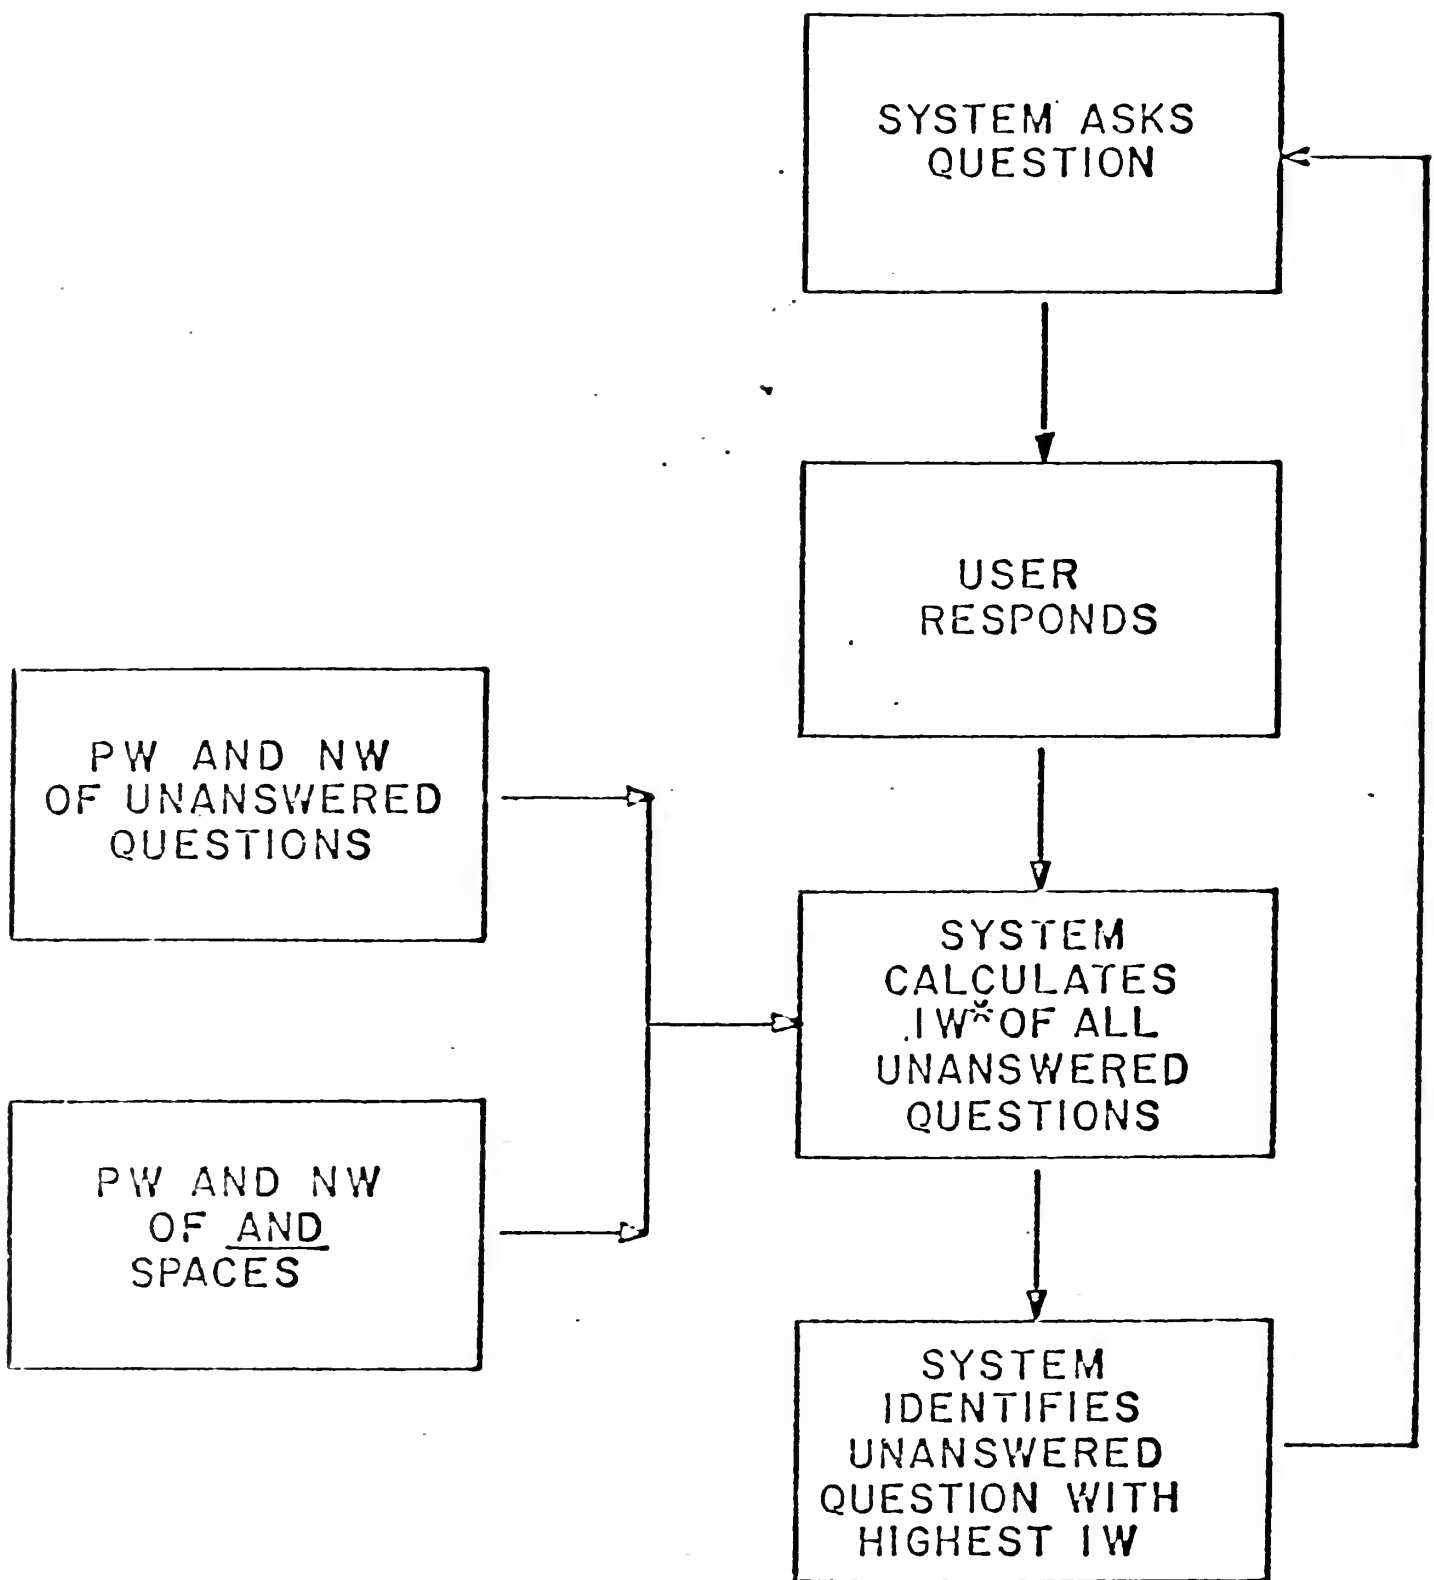 SYSTEM ASKS
QUESTION
USER
RESPONDS
PW AND NW
OF UNANSWERED
QUESTIONS
PW AND NW
OF AND
SPACES
SYSTEM
CALCULATES
IW* OF ALL
UNANSWERED
QUESTIONS
SYSTEM
IDENTIFIES
UNANSWERED
QUESTION WITH
HIGHEST IW